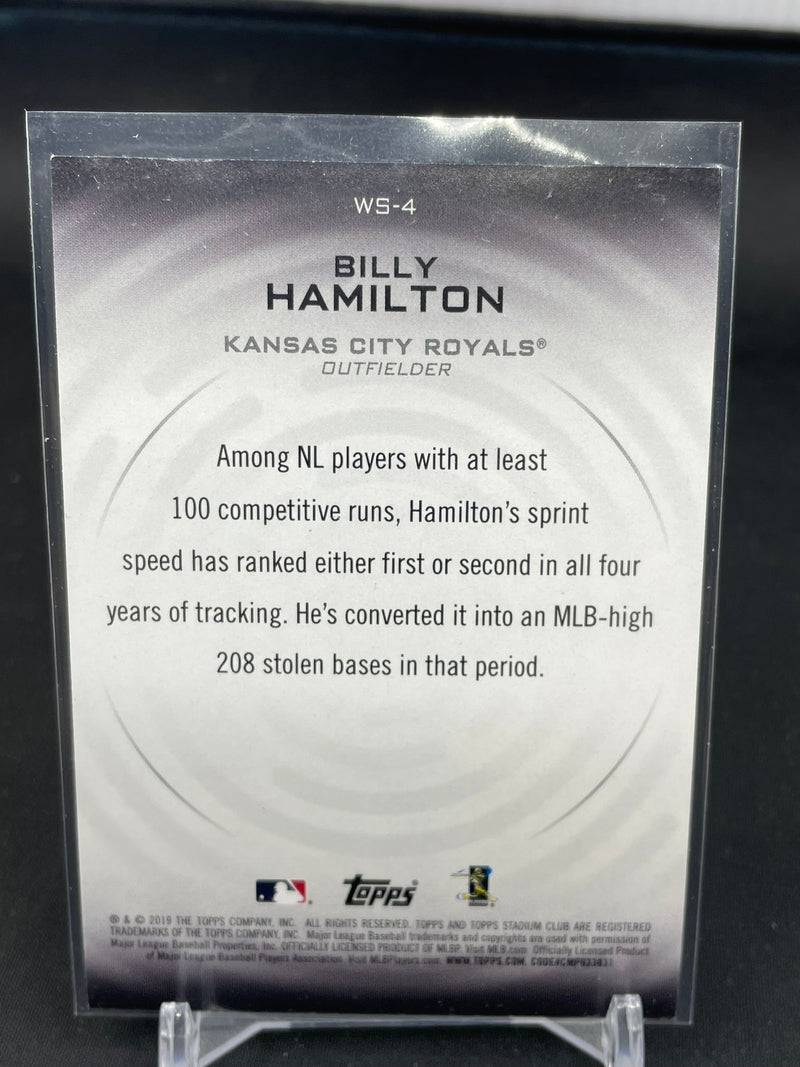 WS-4
BILLY
HAMILTON
KANSAS CITY ROYALS®
OUTFIELDER
Among NL players with at least
100 competitive runs, Hamilton's sprint
speed has ranked either first or second in all four
years of tracking. He's converted it into an MLB-high
208 stolen bases in that period.
topps
® & © 2019 THE TOPPS COMPANY, INC. ALL RIGHTS RESERVED. TOPPS AND TOPPS STADIUM CLUB ARE REGISTERED
TRADEMARKS OF THE TOPPS COMPANY, INC. Major League Baseball trademarks and copyrights are used with permission of
Major League Baseball Properties, Inc. OFFICIALLY LICENSED PRODUCT OF MLBP. Visit MLB.com Officially Licensed Product
of Major League Baseball Players Association. Visit MLBPlayers.com. WWW.TOPPS.COM.